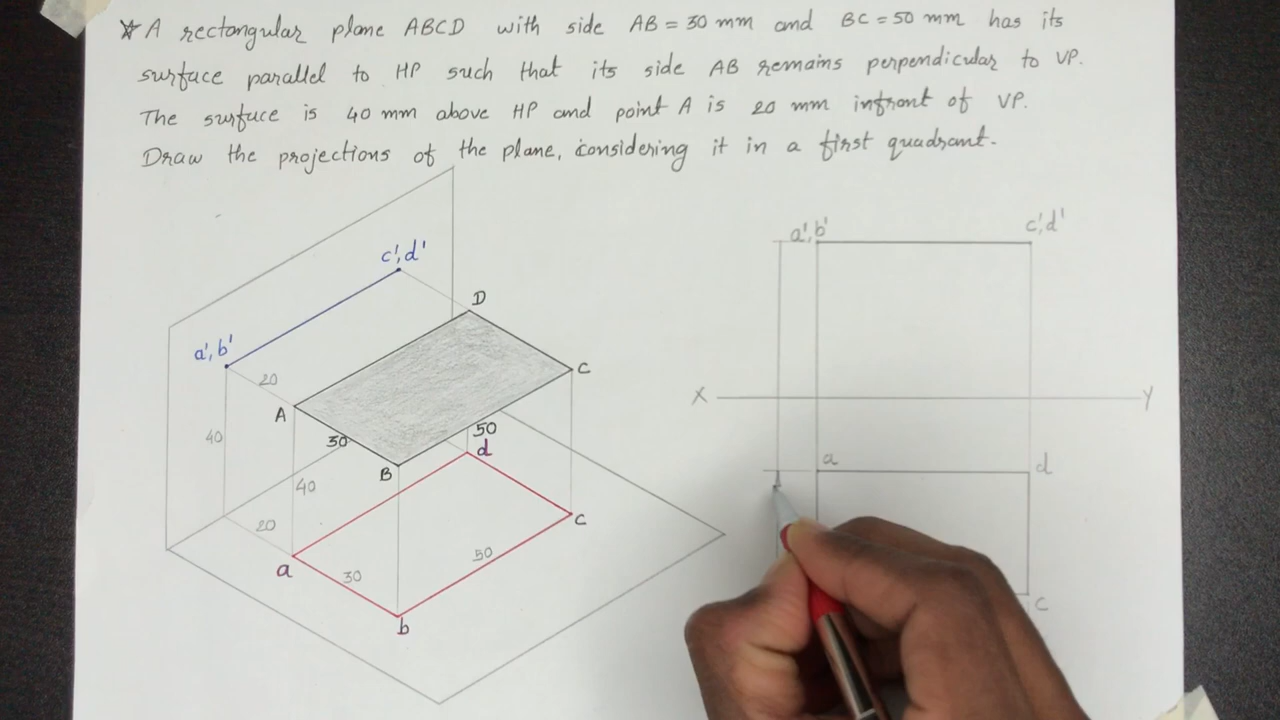 ☆ A rectangular plane ABCD with side AB = 30 mm and BC = 50 mm has its
surface parallel to HP such that its side AB remains perpendicular to VP.
The surface is 40 mm above HP and point A is 20 mm infront of VP.
Draw the projections of the plane, considering it in a first quadrant.
a', b'
c', d'
c', d'
D
a', b'
20
C
A
X
Y
30
50
40
d
a
d
B
40
20
C
50
a
30
c
b